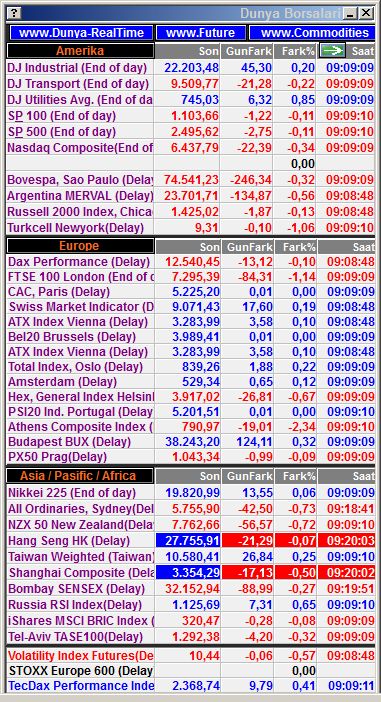 ? Dunya Borsalari
www.Dunya-RealTime www.Future www.Commodities
Amerika Son GunFark Fark% Saat
DJ Industrial (End of day) 22.203,48 45,30 0,20 09:09:09
DJ Transport (End of day) 9.509,77 -21,28 -0,22 09:09:09
DJ Utilities Avg. (End of da 745,03 6,32 0,85 09:09:09
SP 100 (End of day) 1.103,66 -1,22 -0,11 09:09:10
SP 500 (End of day) 2.495,62 -2,75 -0,11 09:09:10
Nasdaq Composite(End of 6.437,79 -22,39 -0,34 09:09:09
0,00
Bovespa, Sao Paulo (Delay 74.541,23 -246,34 -0,32 09:09:09
Argentina MERVAL (Delay) 23.701,71 -134,87 -0,56 09:08:48
Russell 2000 Index, Chica 1.425,02 -1,87 -0,13 09:08:48
Turkcell Newyork(Delay) 9,31 -0,10 -1,06 09:09:10
Europe Son GunFark Fark% Saat
Dax Performance (Delay) 12.540,45 -13,12 -0,10 09:08:48
FTSE 100 London (End of d 7.295,39 -84,31 -1,14 09:09:09
CAC, Paris (Delay) 5.225,20 0,01 0,00 09:09:09
Swiss Market Indicator (D 9.071,43 17,60 0,19 09:08:48
ATX Index Vienna (Delay) 3.283,99 3,58 0,10 09:08:48
Bel20 Brussels (Delay) 3.989,41 0,01 0,00 09:09:09
ATX Index Vienna (Delay) 3.283,99 3,58 0,10 09:08:48
Total Index, Oslo (Delay) 839,26 1,88 0,22 09:09:09
Amsterdam (Delay) 529,34 0,65 0,12 09:09:09
Hex, General Index Helsinl 3.917,02 -26,81 -0,67 09:09:09
PSI20 Ind. Portugal (Delay) 5.201,51 0,01 0,00 09:09:10
Athens Composite Index ( 790,97 -19,01 -2,34 09:09:10
Budapest BUX (Delay) 38.243,20 124,11 0,32 09:09:09
PX50 Prag(Delay) 1.043,34 -0,99 -0,09 09:09:09
Asia / Pasific / Africa Son GunFark Fark% Saat
Nikkei 225 (End of day) 19.820,99 13,55 0,06 09:09:09
All Ordinaries, Sydney(Del 5.755,90 -42,50 -0,73 09:18:41
NZX 50 New Zealand(Delay 7.762,66 -56,57 -0,72 09:09:10
Hang Seng HK (Delay) 27.755,91 -21,29 -0,07 09:20:03
Taiwan Weighted (Taiwan) 10.580,41 26,84 0,25 09:09:10
Shanghai Composite (Dela 3.354,29 -17,13 -0,50 09:20:02
Bombay SENSEX (Delay) 32.152,94 -88,99 -0,27 09:19:51
Russia RSI Index(Delay) 1.125,69 7,31 0,65 09:09:10
iShares MSCI BRIC Index ( 320,47 -0,28 -0,08 09:09:09
Tel-Aviv TASE100(Delay) 1.292,38 -4,20 -0,32 09:09:09
Volatility Index Futures(De 10,44 -0,06 -0,57 09:08:48
STOXX Europe 600 (Delay) 0,00
TecDax Performance Inde 2.368,74 9,79 0,41 09:09:11